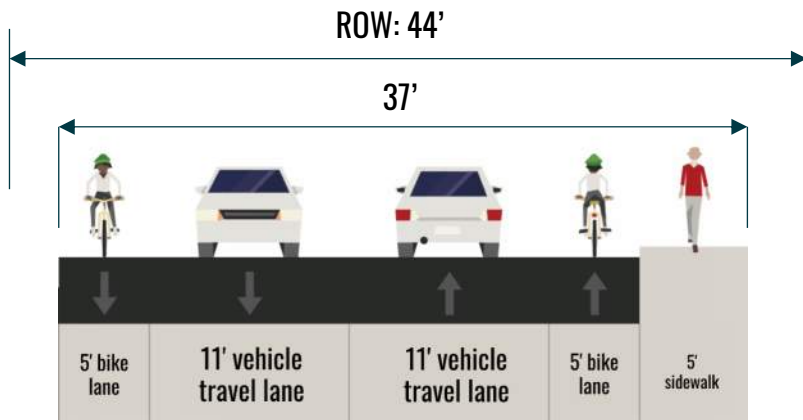 ROW: 44’
37’
5' bike
lane
11' vehicle
travel lane
11' vehicle
travel lane
5' bike
lane
5'
sidewalk